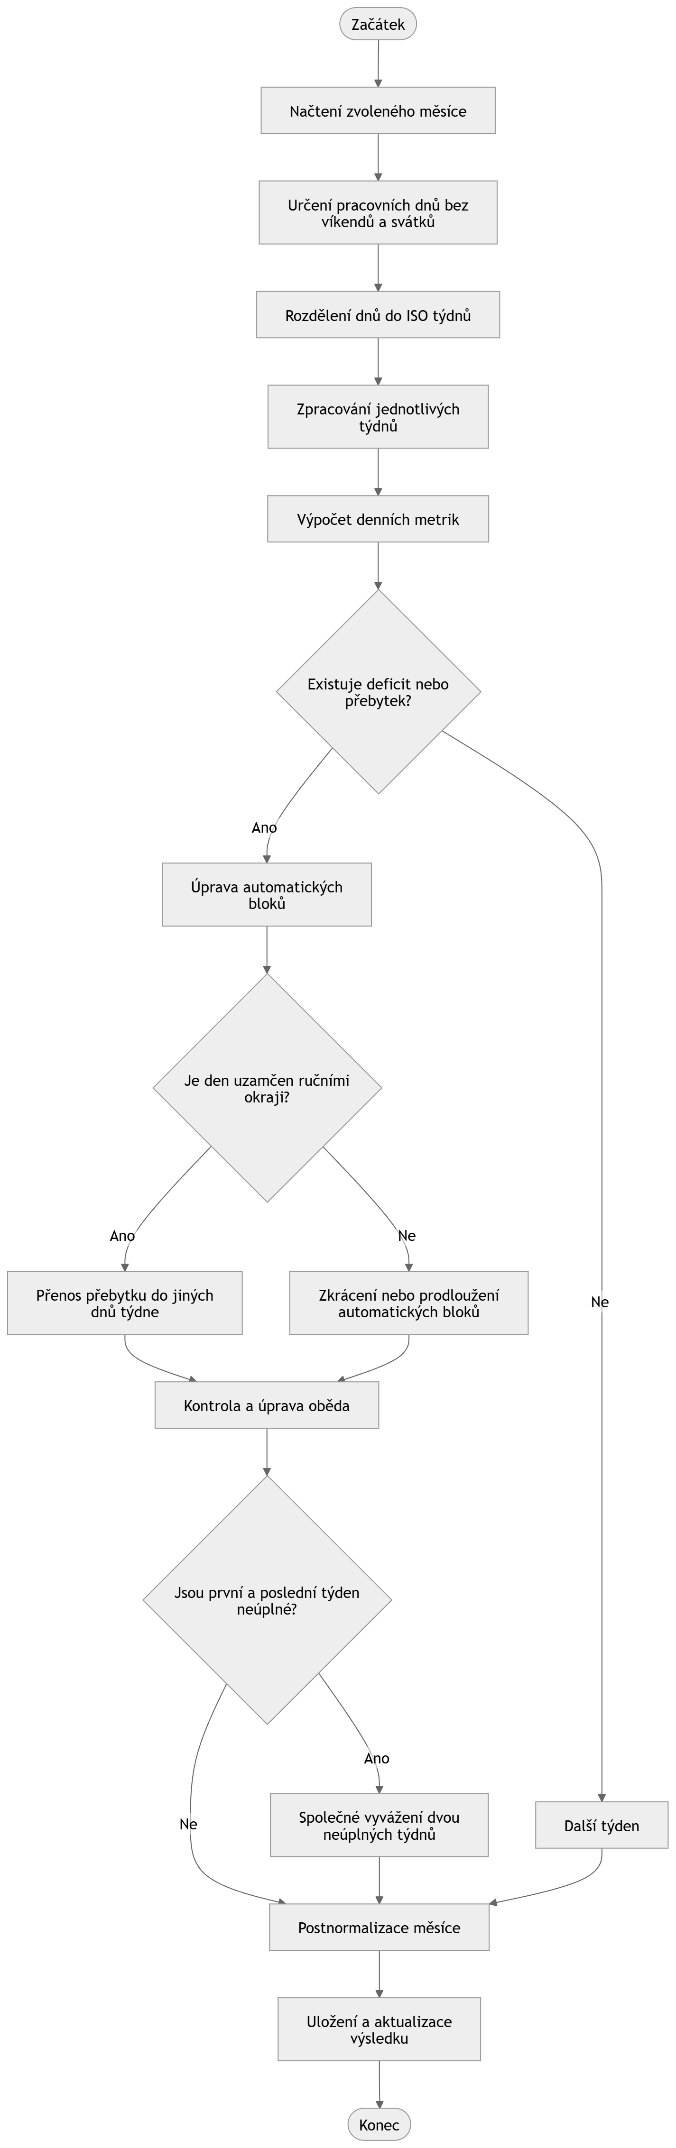 Začátek
Načtení zvoleného měsíce
Určení pracovních dnů bez
víkendů a svátků
Rozdělení dnů do ISO týdnů
Zpracování jednotlivých
týdnů
Výpočet denních metrik
Existuje deficit nebo
přebytek?
Ano
Úprava automatických
bloků
Je den uzamčen ručními
okraji?
Ano
Ne
Přenos přebytku do jiných
dnů týdne
Zkrácení nebo prodloužení
automatických bloků
Ne
Kontrola a úprava oběda
Jsou první a poslední týden
neúplné?
Ano
Ne
Společné vyvážení dvou
neúplných týdnů
Další týden
Postnormalizace měsíce
Uložení a aktualizace
výsledku
Konec